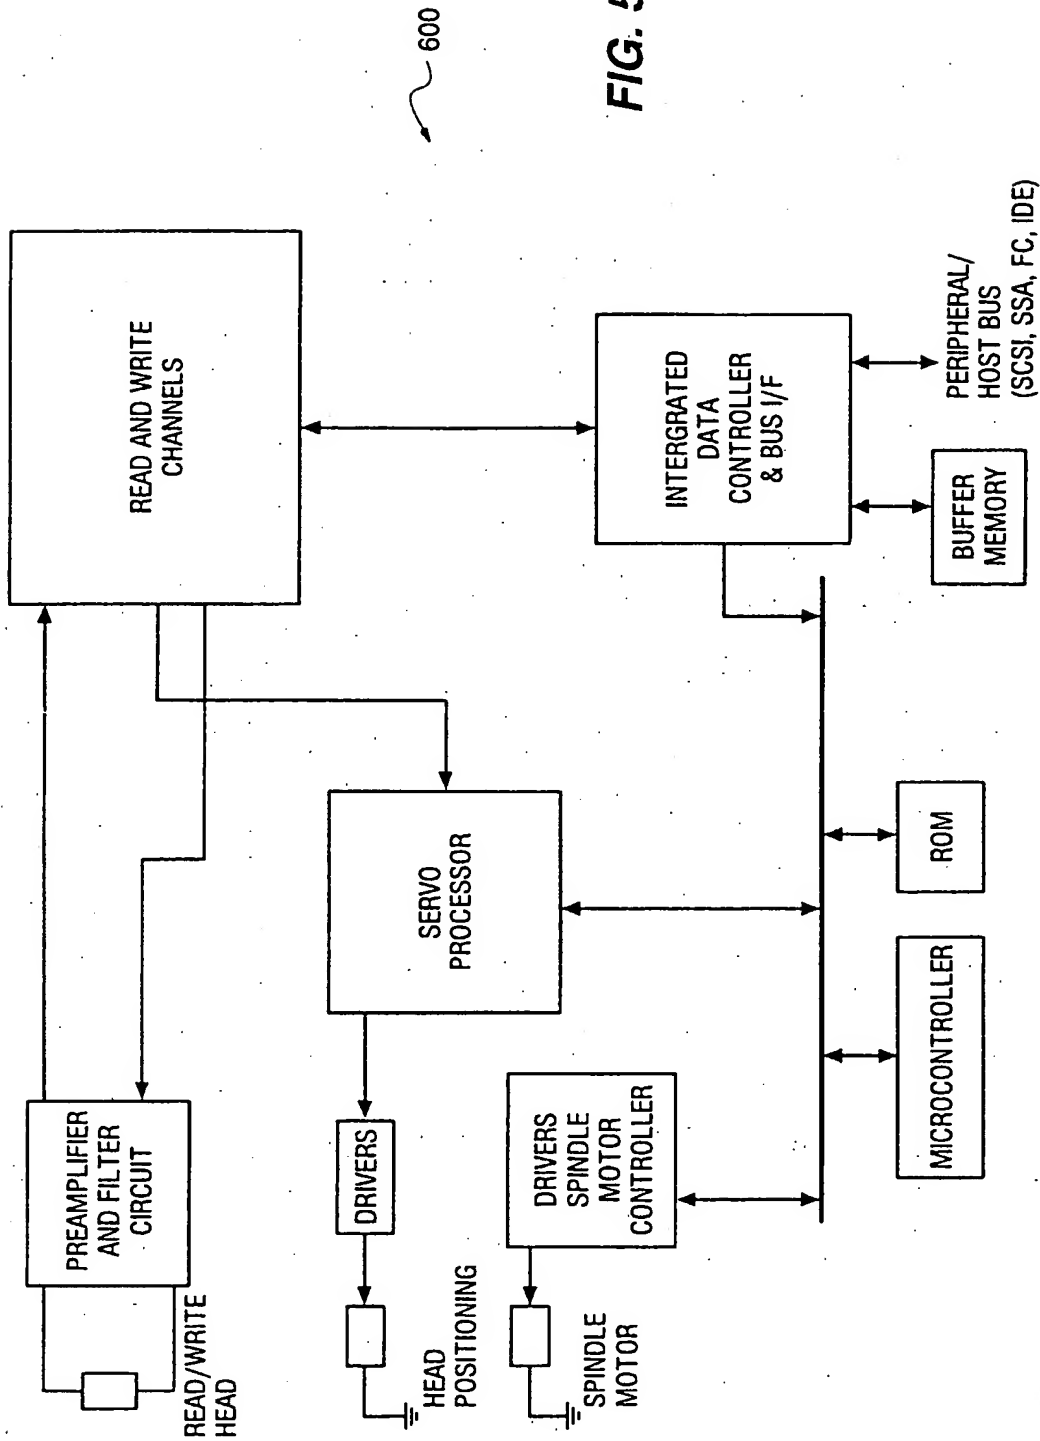 READ/WRITE
HEAD
PREAMPLIFIER
AND FILTER
CIRCUIT
READ AND WRITE
CHANNELS
HEAD
POSITIONING
DRIVERS
SERVO
PROCESSOR
SPINDLE
MOTOR
DRIVERS
SPINDLE
MOTOR
CONTROLLER
INTERGRATED
DATA
CONTROLLER
& BUS I/F
MICROCONTROLLER
ROM
BUFFER
MEMORY
PERIPHERAL/
HOST BUS
(SCSI, SSA, FC, IDE)
600
FIG. 5